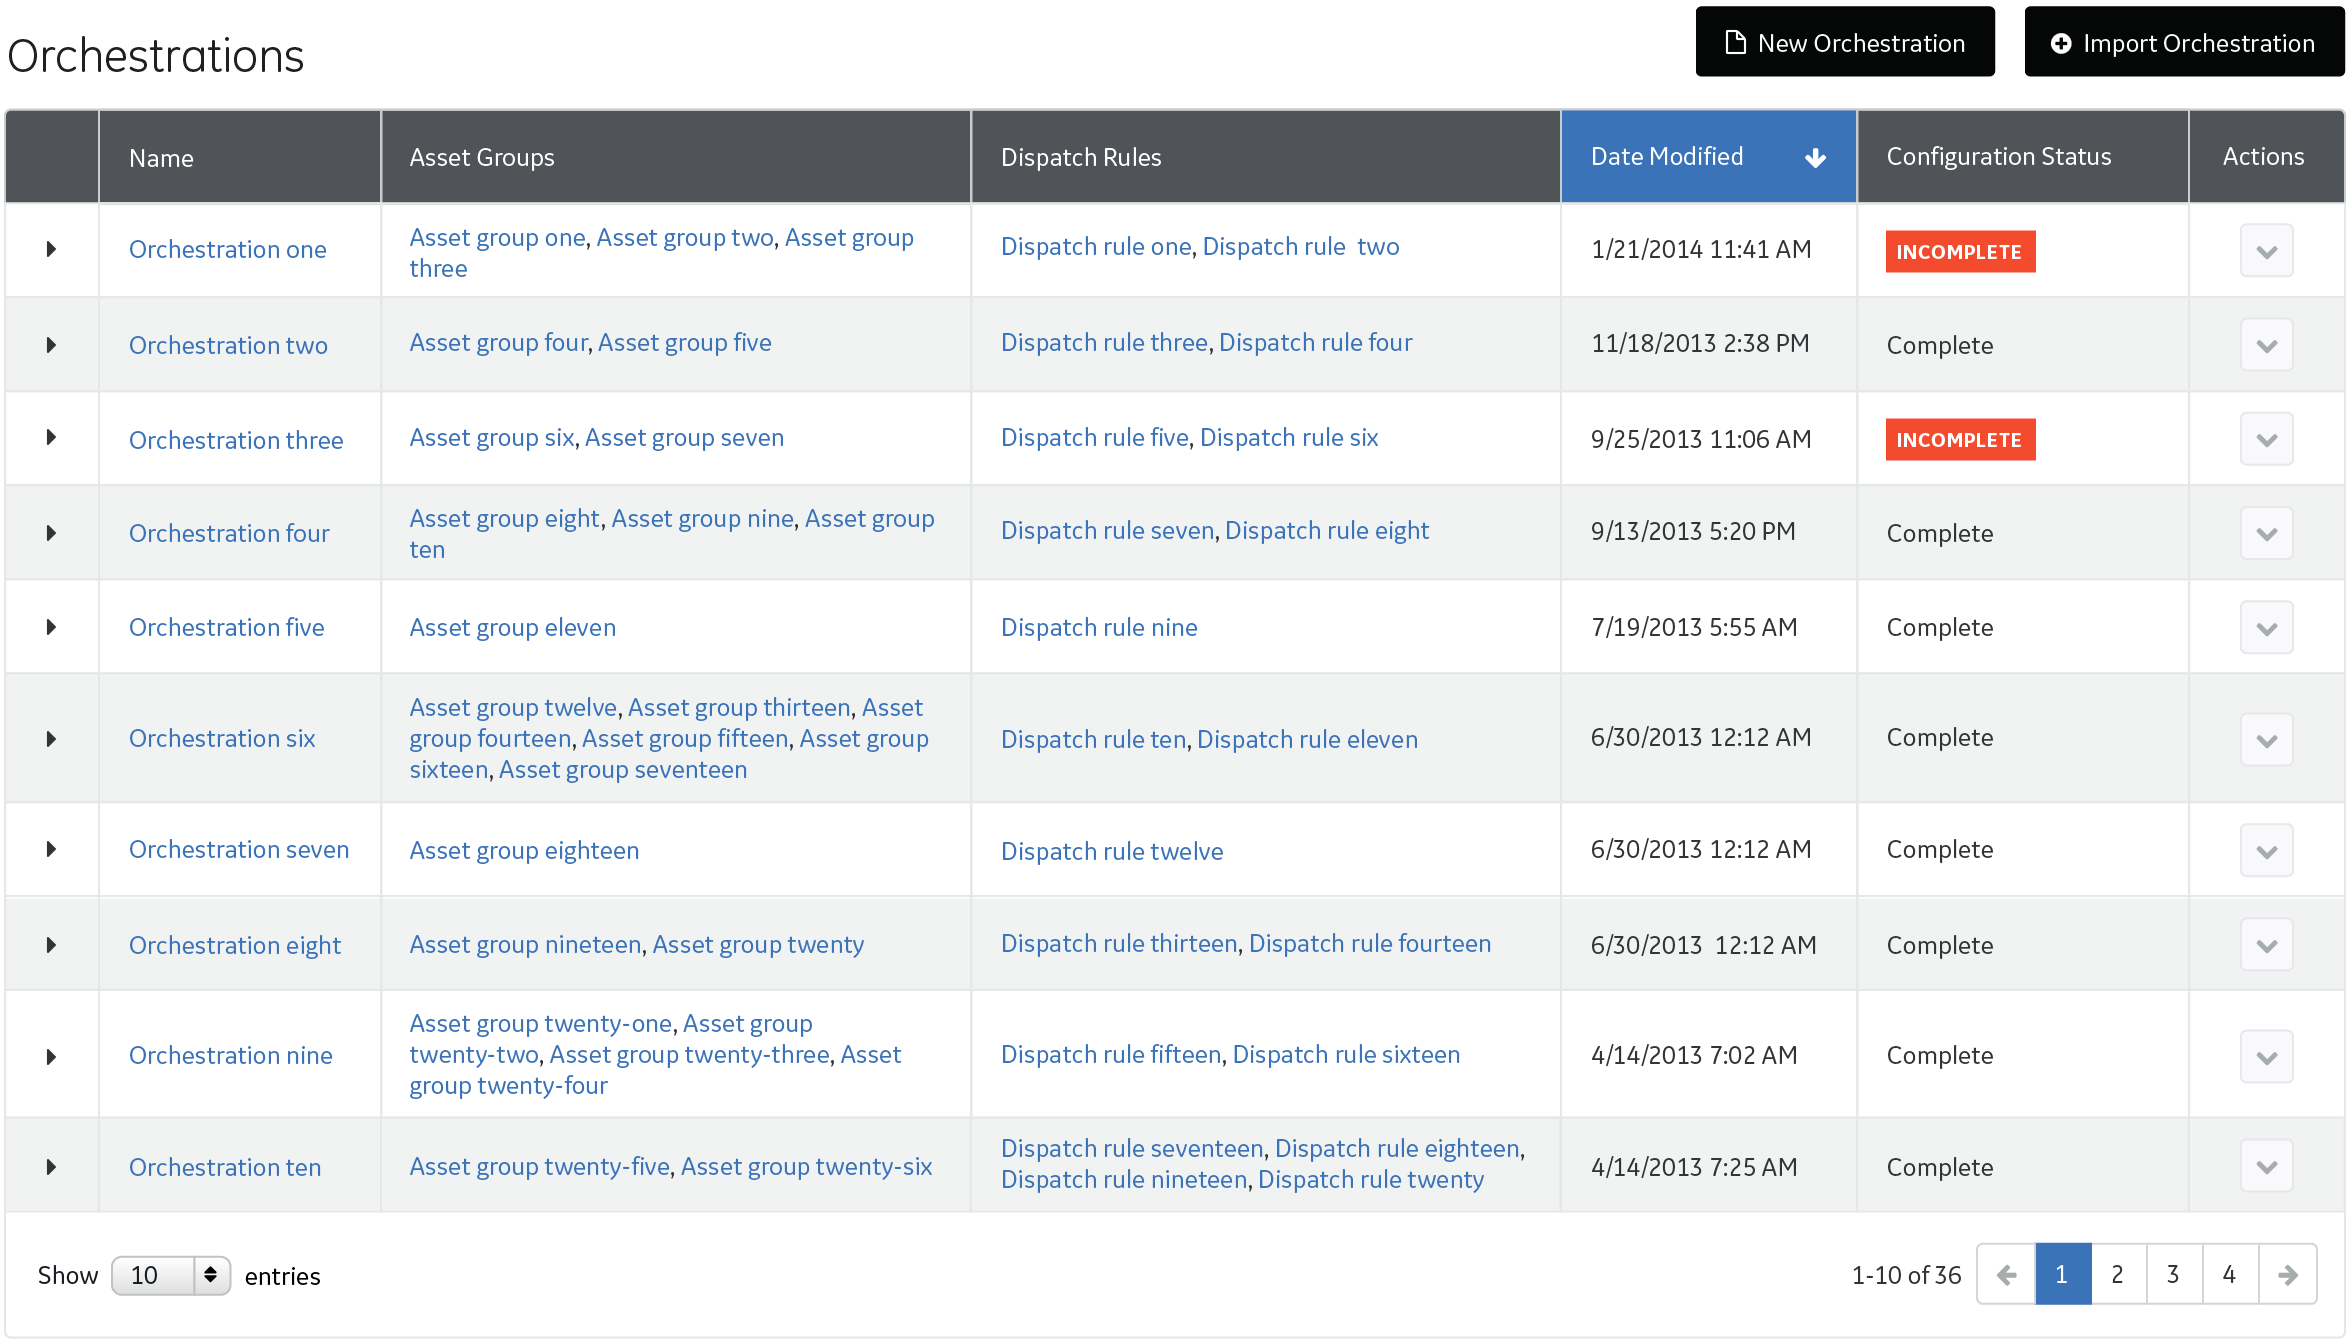 Orchestrations
New Orchestration
Import Orchestration
Name
Asset Groups
Dispatch Rules
Date Modified
Configuration Status
Actions
Orchestration one
Asset group one, Asset group two, Asset group
three
Dispatch rule one, Dispatch rule  two
1/21/2014 11:41 AM
INCOMPLETE
Orchestration two
Asset group four, Asset group five
Dispatch rule three, Dispatch rule four
11/18/2013 2:38 PM
Complete
Orchestration three
Asset group six, Asset group seven
Dispatch rule five, Dispatch rule six
9/25/2013 11:06 AM
INCOMPLETE
Orchestration four
Asset group eight, Asset group nine, Asset group
ten
Dispatch rule seven, Dispatch rule eight
9/13/2013 5:20 PM
Complete
Orchestration five
Asset group eleven
Dispatch rule nine
7/19/2013 5:55 AM
Complete
Orchestration six
Asset group twelve, Asset group thirteen, Asset
group fourteen, Asset group fifteen, Asset group
sixteen, Asset group seventeen
Dispatch rule ten, Dispatch rule eleven
6/30/2013 12:12 AM
Complete
Orchestration seven
Asset group eighteen
Dispatch rule twelve
6/30/2013 12:12 AM
Complete
Orchestration eight
Asset group nineteen, Asset group twenty
Dispatch rule thirteen, Dispatch rule fourteen
6/30/2013  12:12 AM
Complete
Orchestration nine
Asset group twenty-one, Asset group
twenty-two, Asset group twenty-three, Asset
group twenty-four
Dispatch rule fifteen, Dispatch rule sixteen
4/14/2013 7:02 AM
Complete
Orchestration ten
Asset group twenty-five, Asset group twenty-six
Dispatch rule seventeen, Dispatch rule eighteen,
Dispatch rule nineteen, Dispatch rule twenty
4/14/2013 7:25 AM
Complete
Show 10 entries
1-10 of 36
1
2
3
4